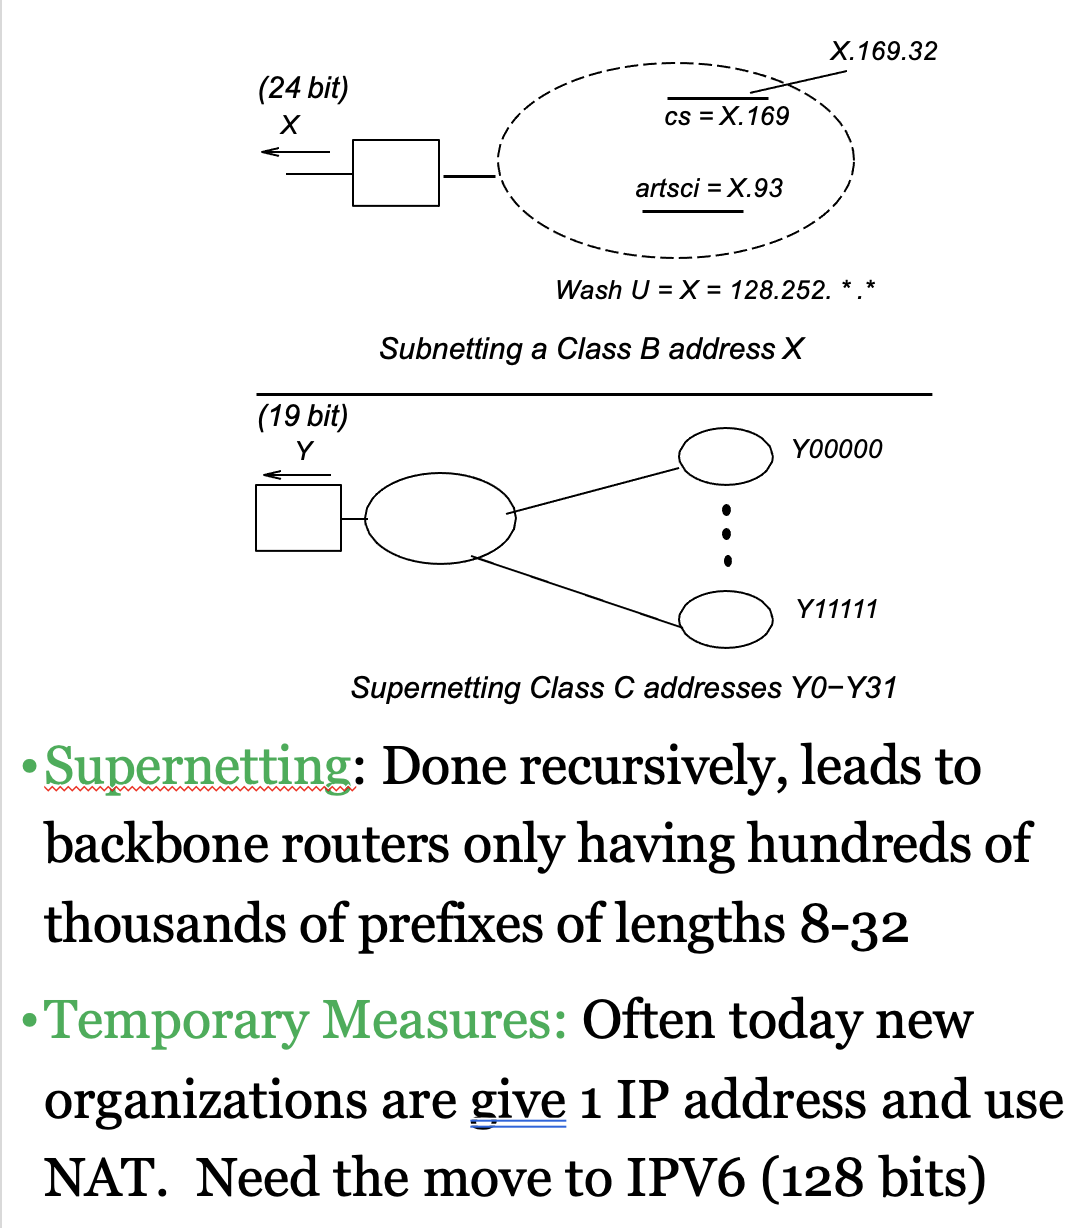 X.169.32
(24 bit)
X
cs = X.169
artsci = X.93
Wash U = X = 128.252. * .*
Subnetting a Class B address X
(19 bit)
Y
Y00000
Y11111
Supernetting Class C addresses Y0−Y31
•Supernetting: Done recursively, leads to
backbone routers only having hundreds of
thousands of prefixes of lengths 8-32
•Temporary Measures: Often today new
organizations are give 1 IP address and use
NAT.  Need the move to IPV6 (128 bits)